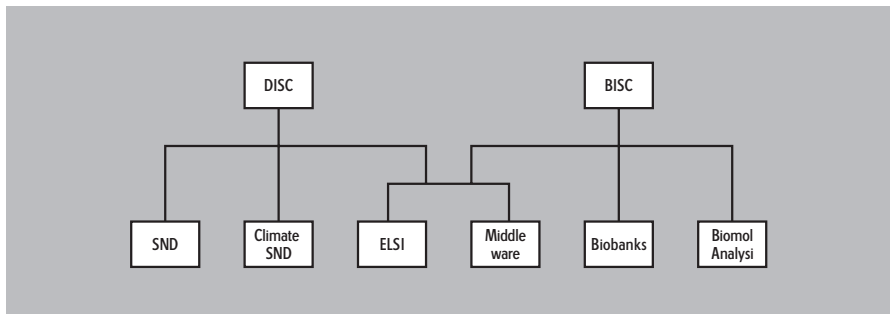 DISC
BISC
SND
Climate
SND
ELSI
Middle
ware
Biobanks
Biomol
Analysi